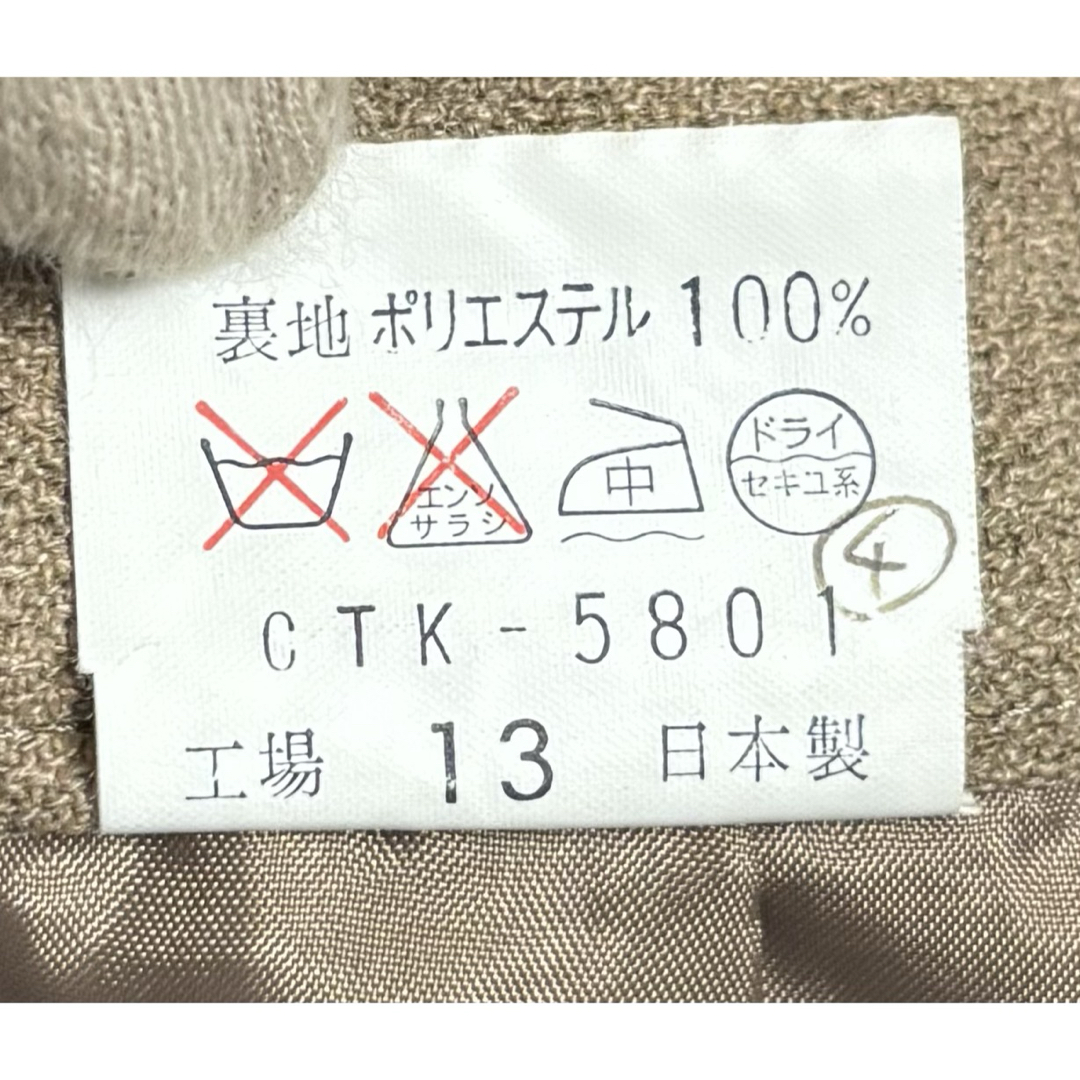 裏地 ポリエステル 100%
エンソ
サラシ
中
ドライ
セキユ系
4
CTK-5801
工場 13 日本製